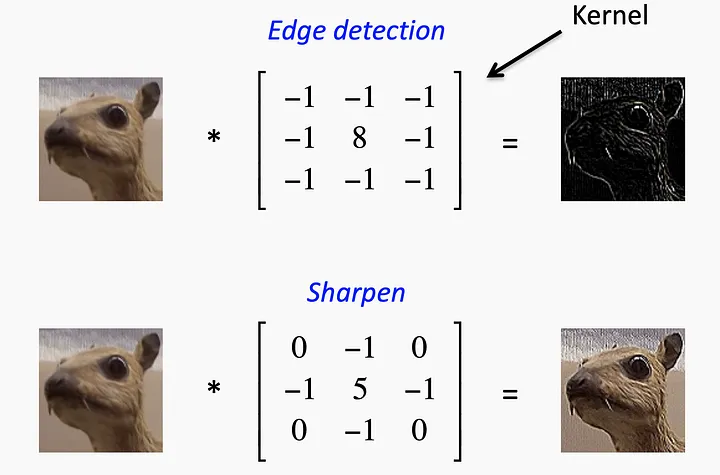 Edge detection
Kernel
−1 −1 −1
* −1 8 −1 =
−1 −1 −1
Sharpen
0 −1 0
* −1 5 −1 =
0 −1 0